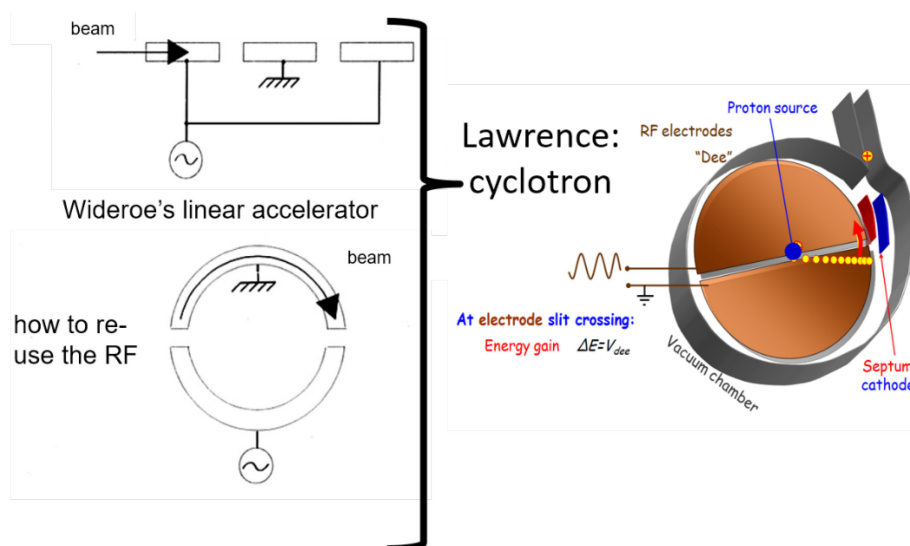 beam
Wideroe's linear accelerator
beam
how to re-
use the RF
Lawrence:
cyclotron
Proton source
RF electrodes
"Dee"
At electrode slit crossing:
Energy gain ΔE=V_dee
Vacuum chamber
Septum
cathode